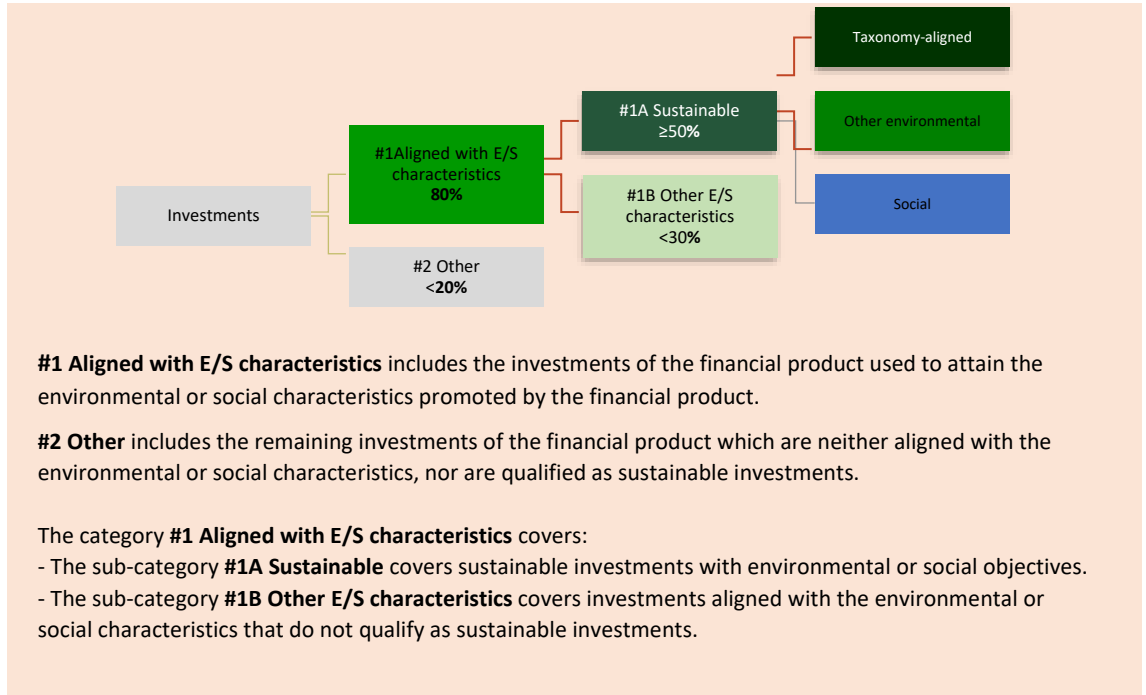 Taxonomy-aligned
#1A Sustainable
≥50%
Other environmental
#1Aligned with E/S
characteristics
80%
#1B Other E/S
characteristics
<30%
Social
Investments
#2 Other
<20%
#1 Aligned with E/S characteristics includes the investments of the financial product used to attain the
environmental or social characteristics promoted by the financial product.
#2 Other includes the remaining investments of the financial product which are neither aligned with the
environmental or social characteristics, nor are qualified as sustainable investments.
The category #1 Aligned with E/S characteristics covers:
- The sub-category #1A Sustainable covers sustainable investments with environmental or social objectives.
- The sub-category #1B Other E/S characteristics covers investments aligned with the environmental or
social characteristics that do not qualify as sustainable investments.